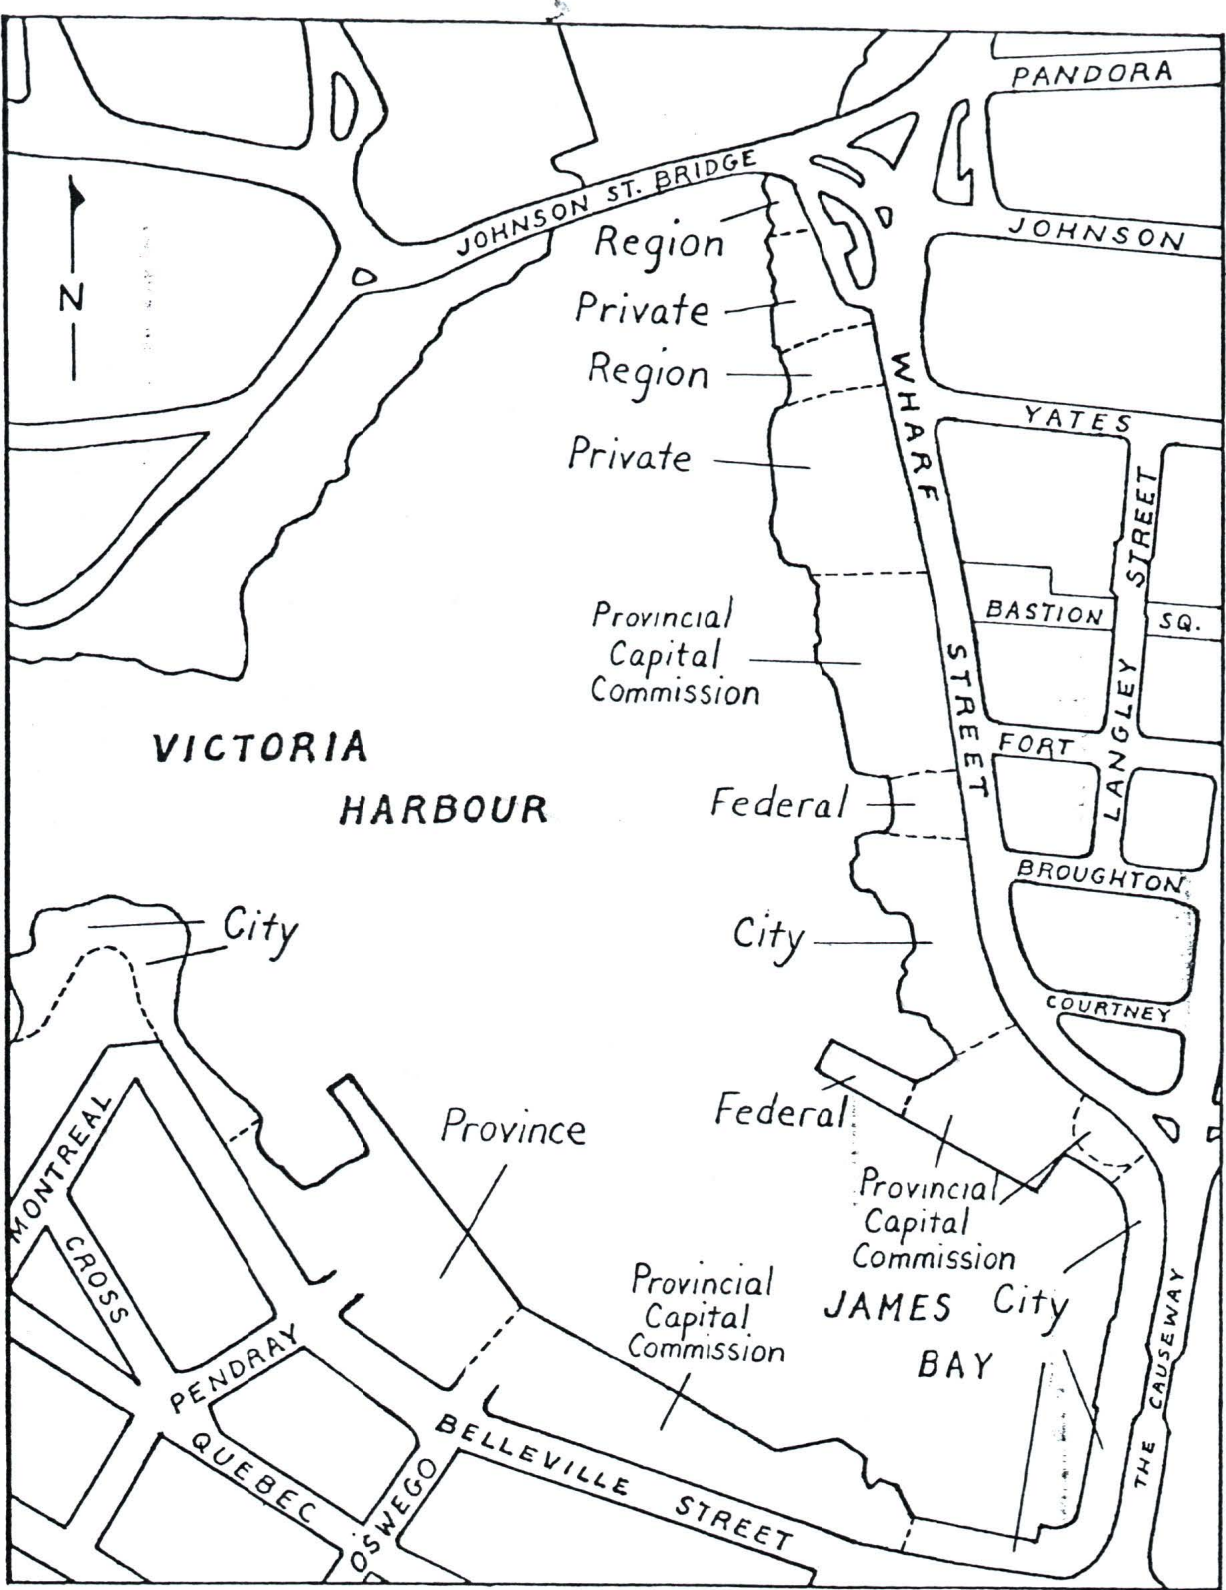 PANDORA
JOHNSON ST. BRIDGE
JOHNSON
Region
N
Private
Region
WHARF
YATES
Private
STREET
Provincial
Capital
Commission
BASTION
SQ.
STREET
LANGLEY
VICTORIA
HARBOUR
FORT
Federal
BROUGHTON
City
City
COURTNEY
Federal
Province
MONTREAL
Provincial
Capital
Commission
CROSS
Provincial
Capital
Commission
JAMES
BAY
City
THE CAUSEWAY
PENDRAY
QUEBEC
BELLEVILLE STREET
OSWEGO